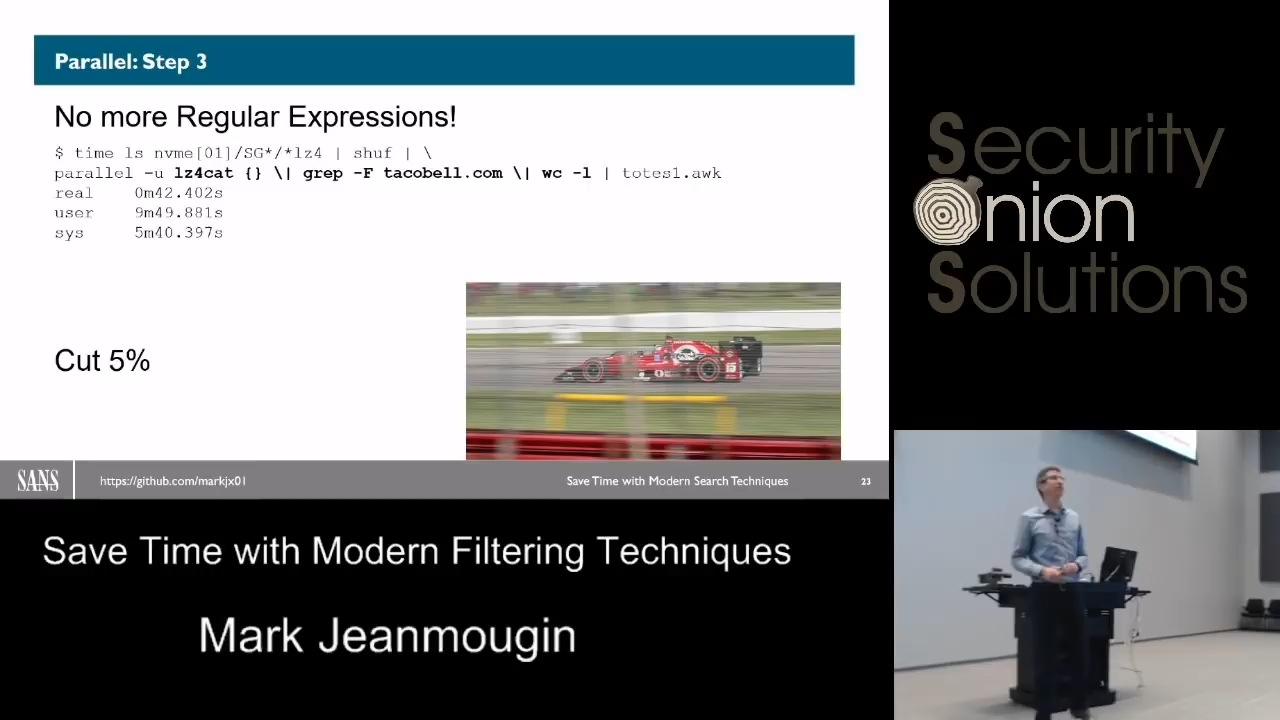 Parallel: Step 3
No more Regular Expressions!
$ time ls nvme[01]/SG*/*lz4 | shuf | \
parallel -u lz4cat {} \| grep -F tacobell.com \| wc -l | totes1.awk
real 0m42.402s
user 9m49.881s
sys 5m40.397s
Cut 5%
15
SANS
https://github.com/markjx01
Save Time with Modern Search Techniques
23
Save Time with Modern Filtering Techniques
Mark Jeanmougin
Security
Onion
Solutions